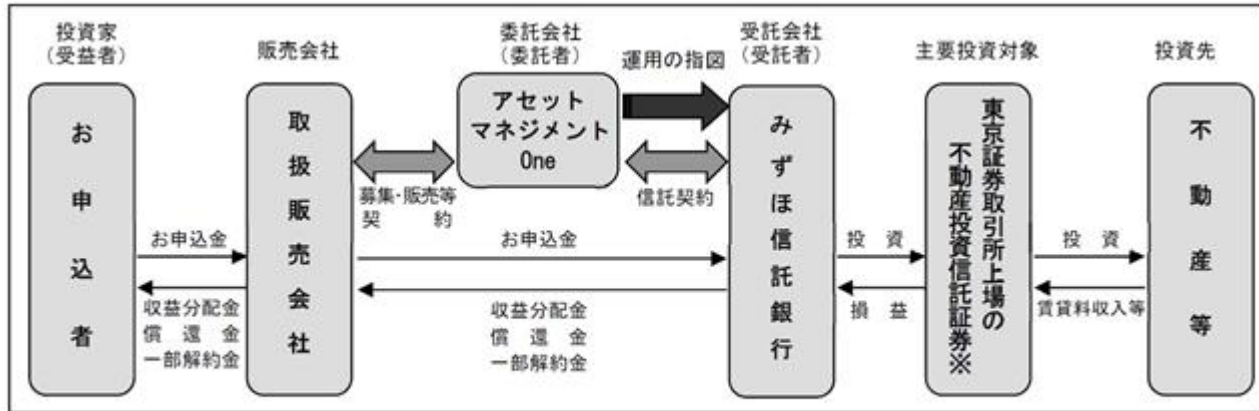 投資家
（受益者）
販売会社
委託会社
（委託者）
運用の指図
受託会社
（受託者）
主要投資対象
投資先
お申込者
取扱販売会社
アセット
マネジメント
One
みずほ信託銀行
東京証券取引所上場の
不動産投資信託証券※
不動産等
募集・販売等
契　　約
信託契約
お申込金
収益分配金
償　還　金
一部解約金
お申込金
収益分配金
償　還　金
一部解約金
投　資
損　益
投　資
賃貸料収入等